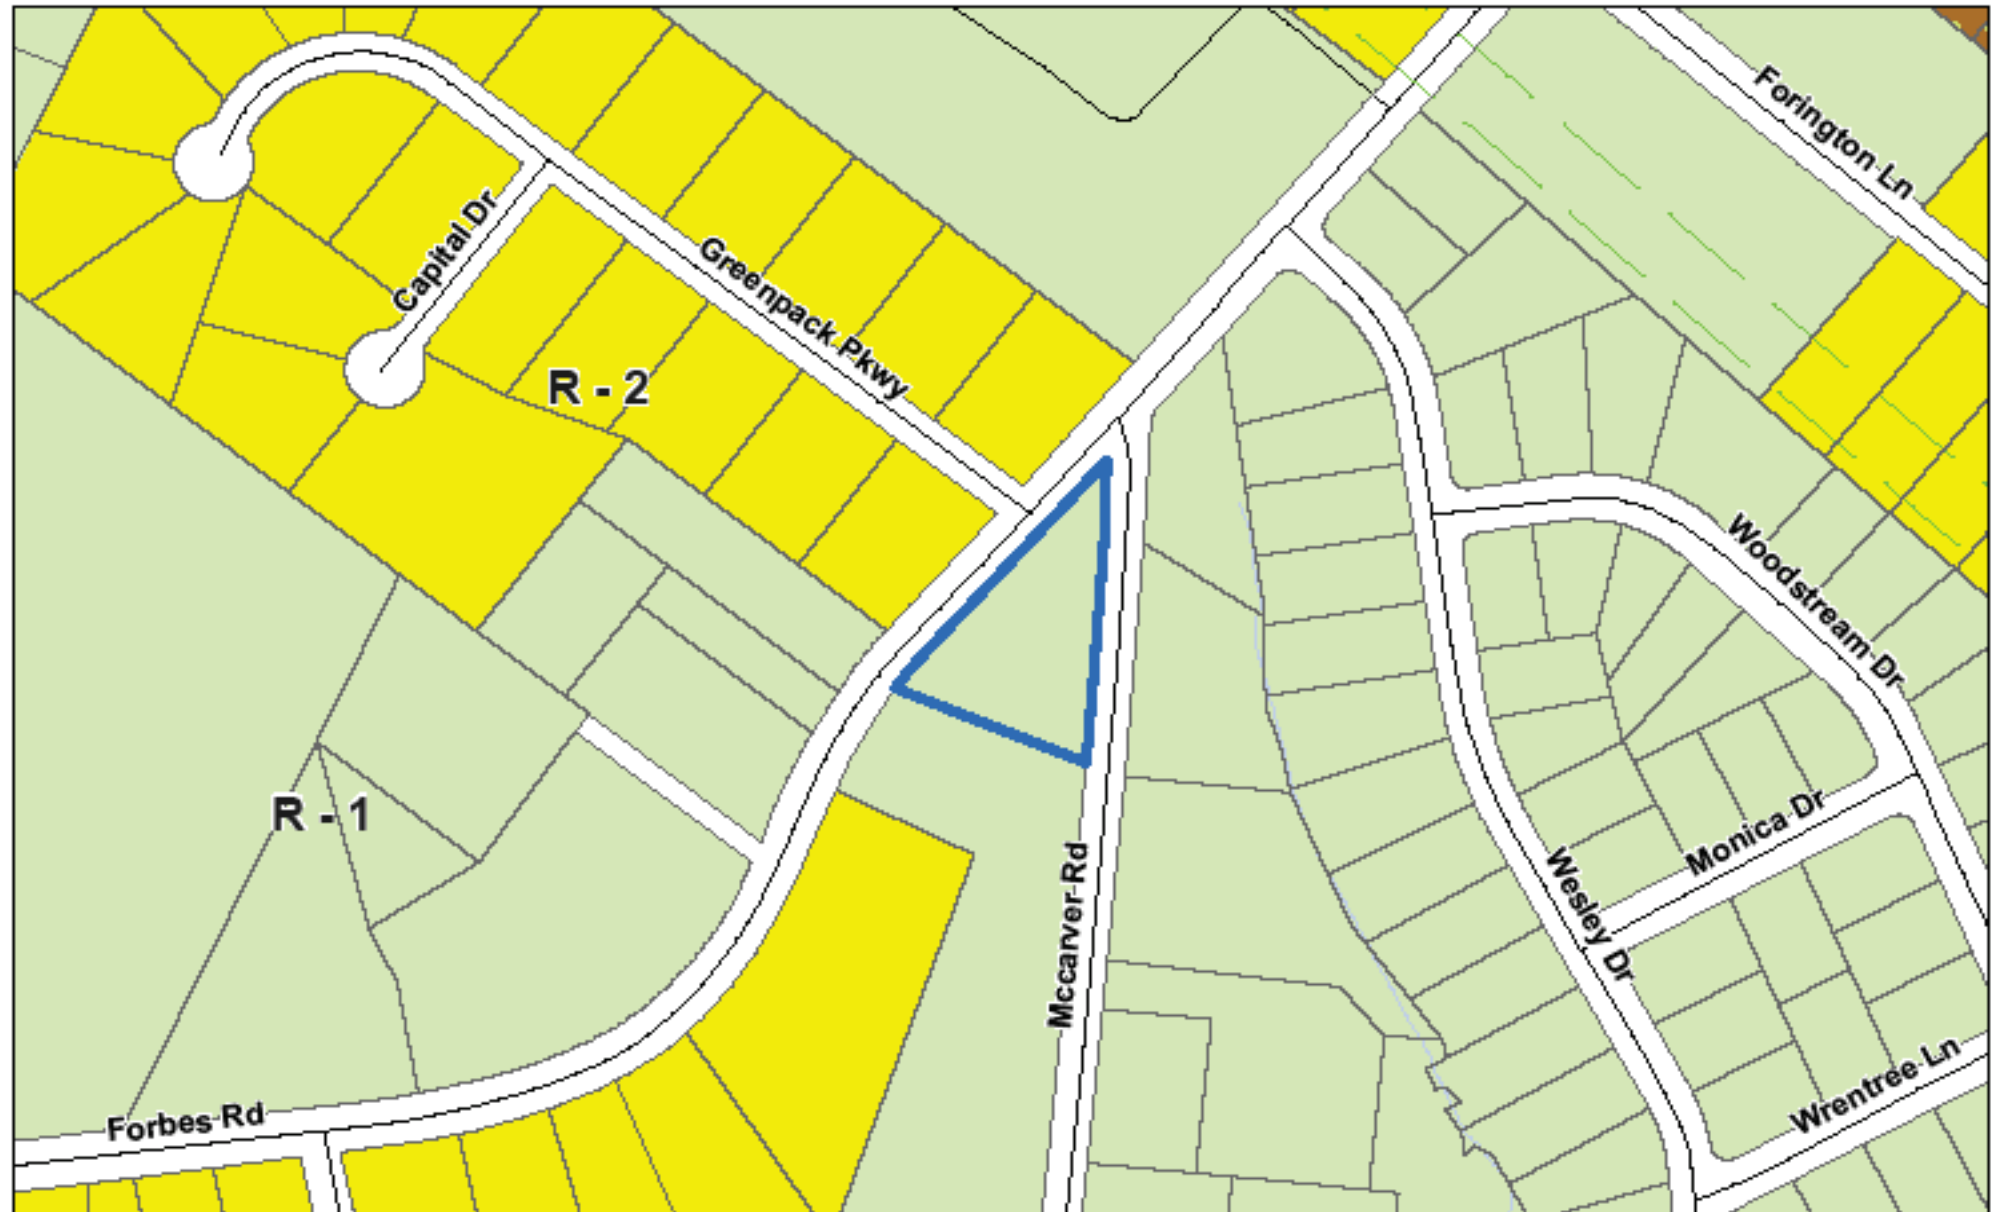 Forington Ln
Capital Dr
Greenpack Pkwy
R - 2
Woodstream Dr
R - 1
Monica Dr
Wesley Dr
Mccarver Rd
Forbes Rd
Wrentree Ln